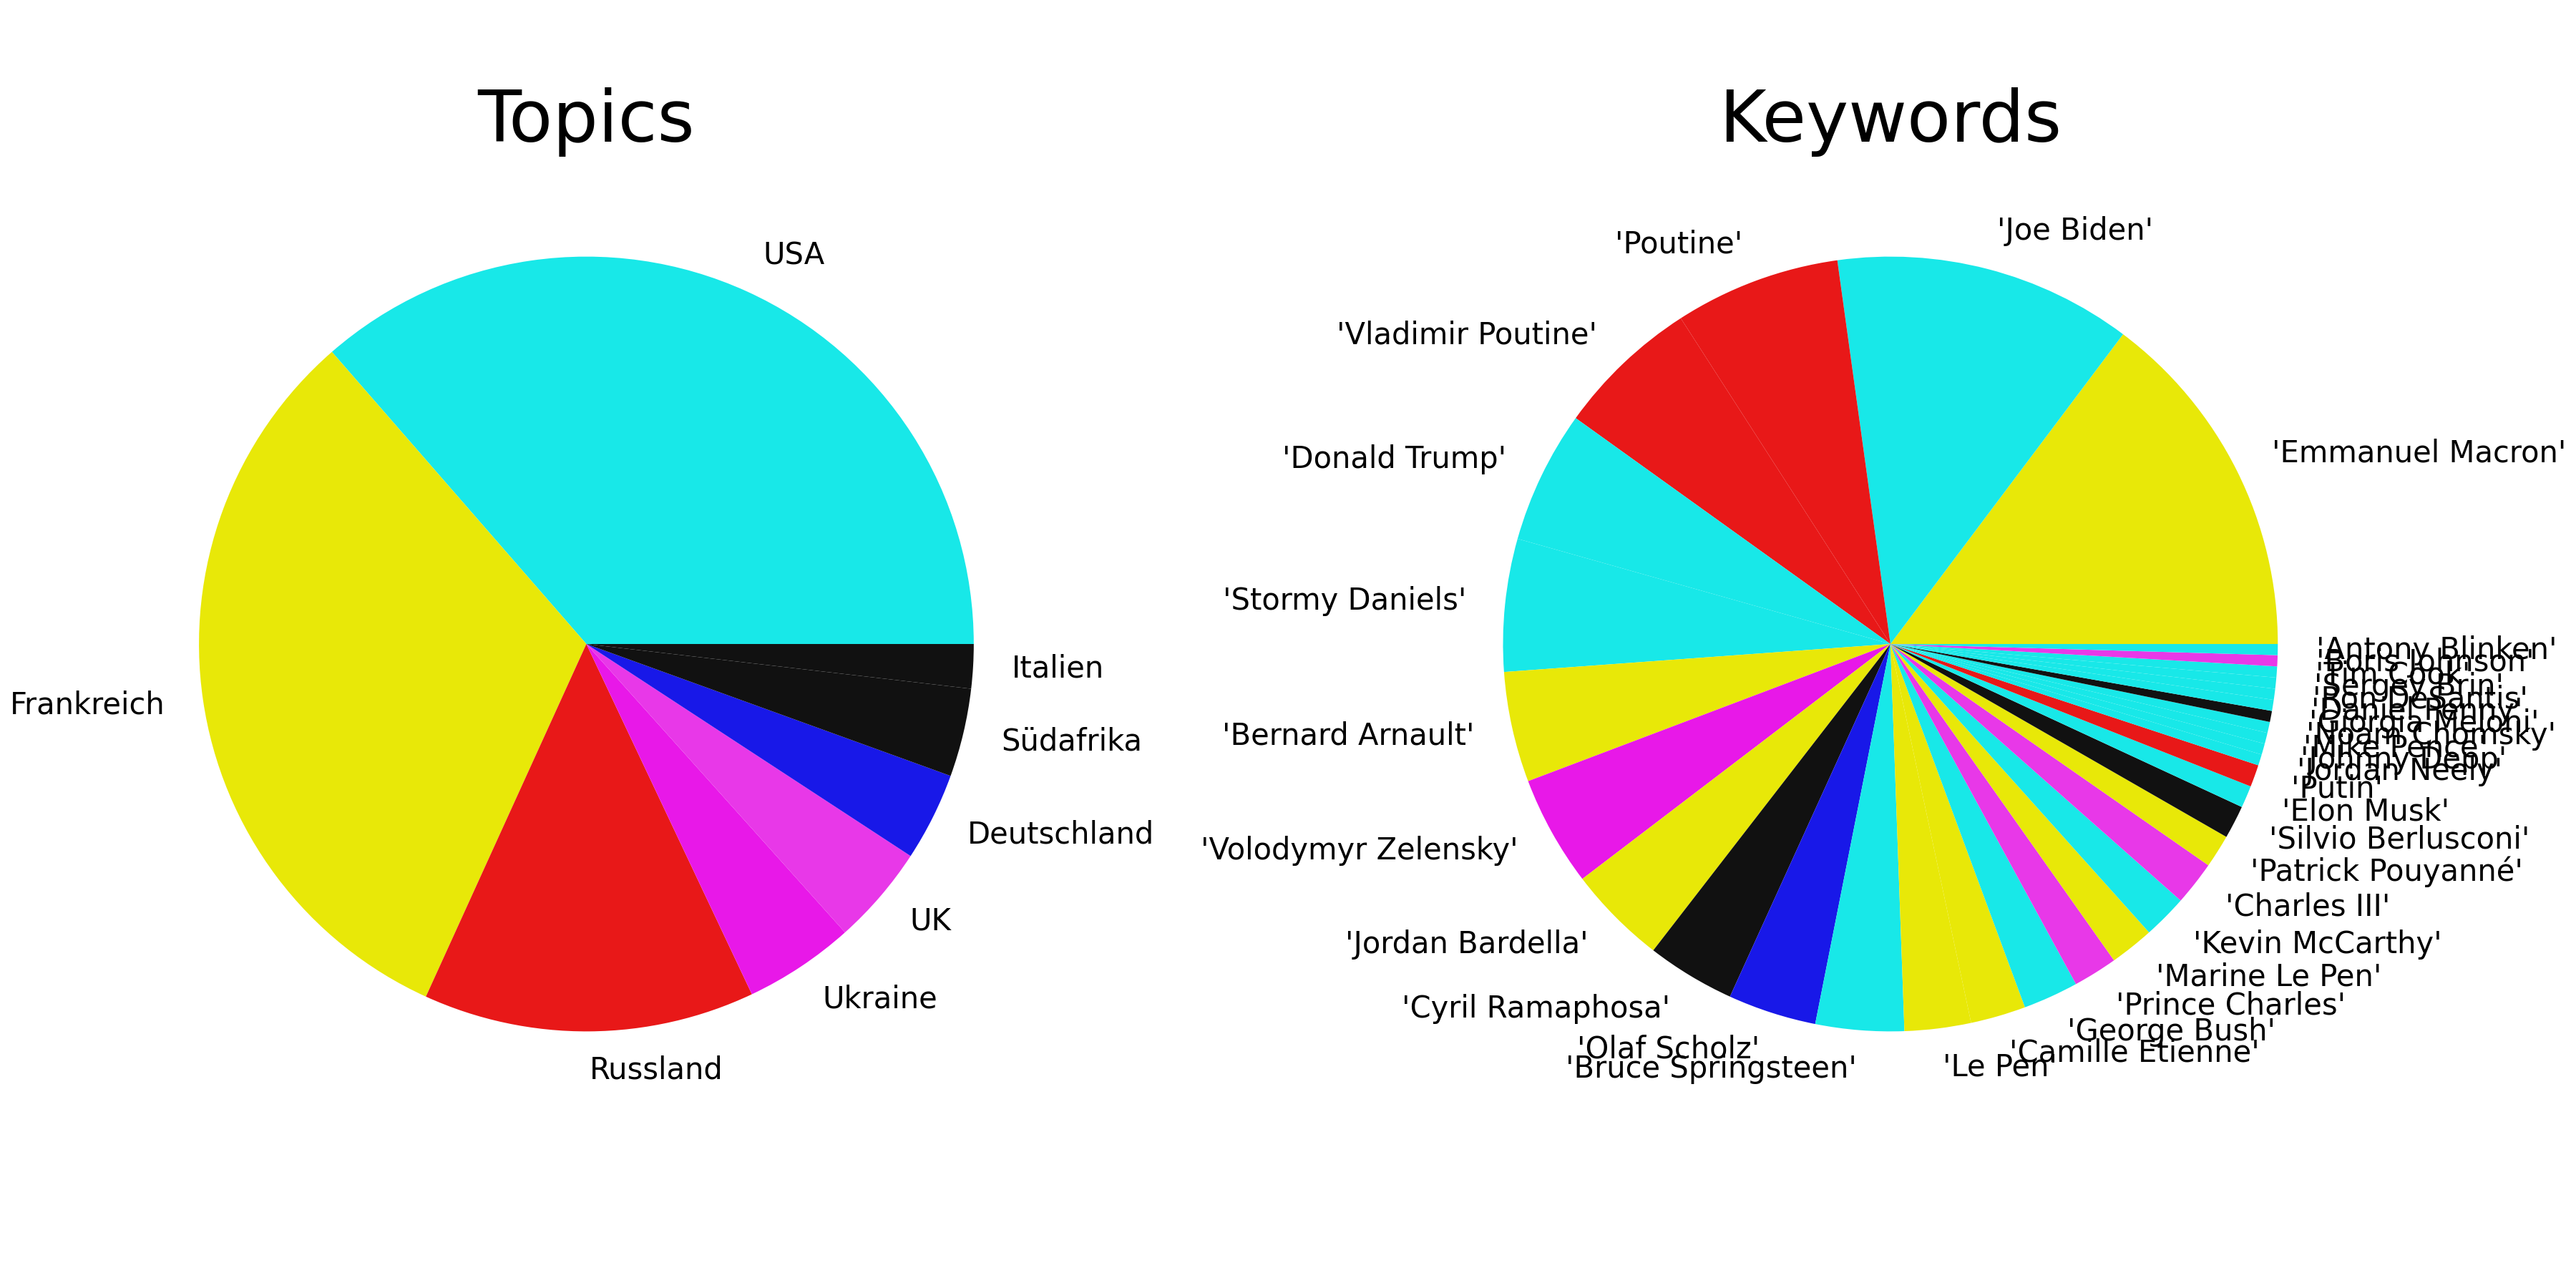 Topics
USA
Frankreich
Russland
Ukraine
UK
Deutschland
Südafrika
Italien
Keywords
'Emmanuel Macron'
'Joe Biden'
'Poutine'
'Vladimir Poutine'
'Donald Trump'
'Stormy Daniels'
'Bernard Arnault'
'Volodymyr Zelensky'
'Jordan Bardella'
'Cyril Ramaphosa'
'Olaf Scholz'
'Bruce Springsteen'
'Le Pen'
'Camille Etienne'
'George Bush'
'Prince Charles'
'Marine Le Pen'
'Kevin McCarthy'
'Charles III'
'Patrick Pouyanné'
'Silvio Berlusconi'
'Elon Musk'
'Putin'
'Jordan Neely'
'Johnny Depp'
'Mike Pence'
'Noam Chomsky'
'Giorgia Meloni'
'Daniel Penny'
'Ron DeSantis'
'Sergey Brin'
'Tim Cook'
'Boris Johnson'
'Antony Blinken'